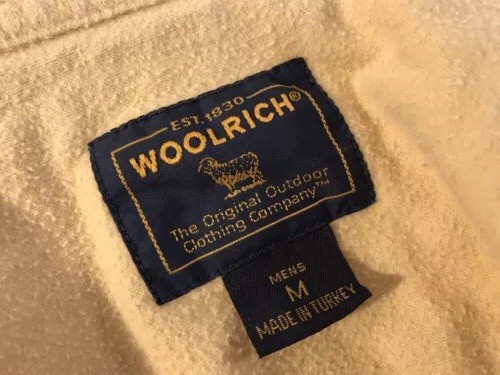 EST. 1830
WOOLRICH®
The Original Outdoor
Clothing Company™
MENS
M
MADE IN TURKEY